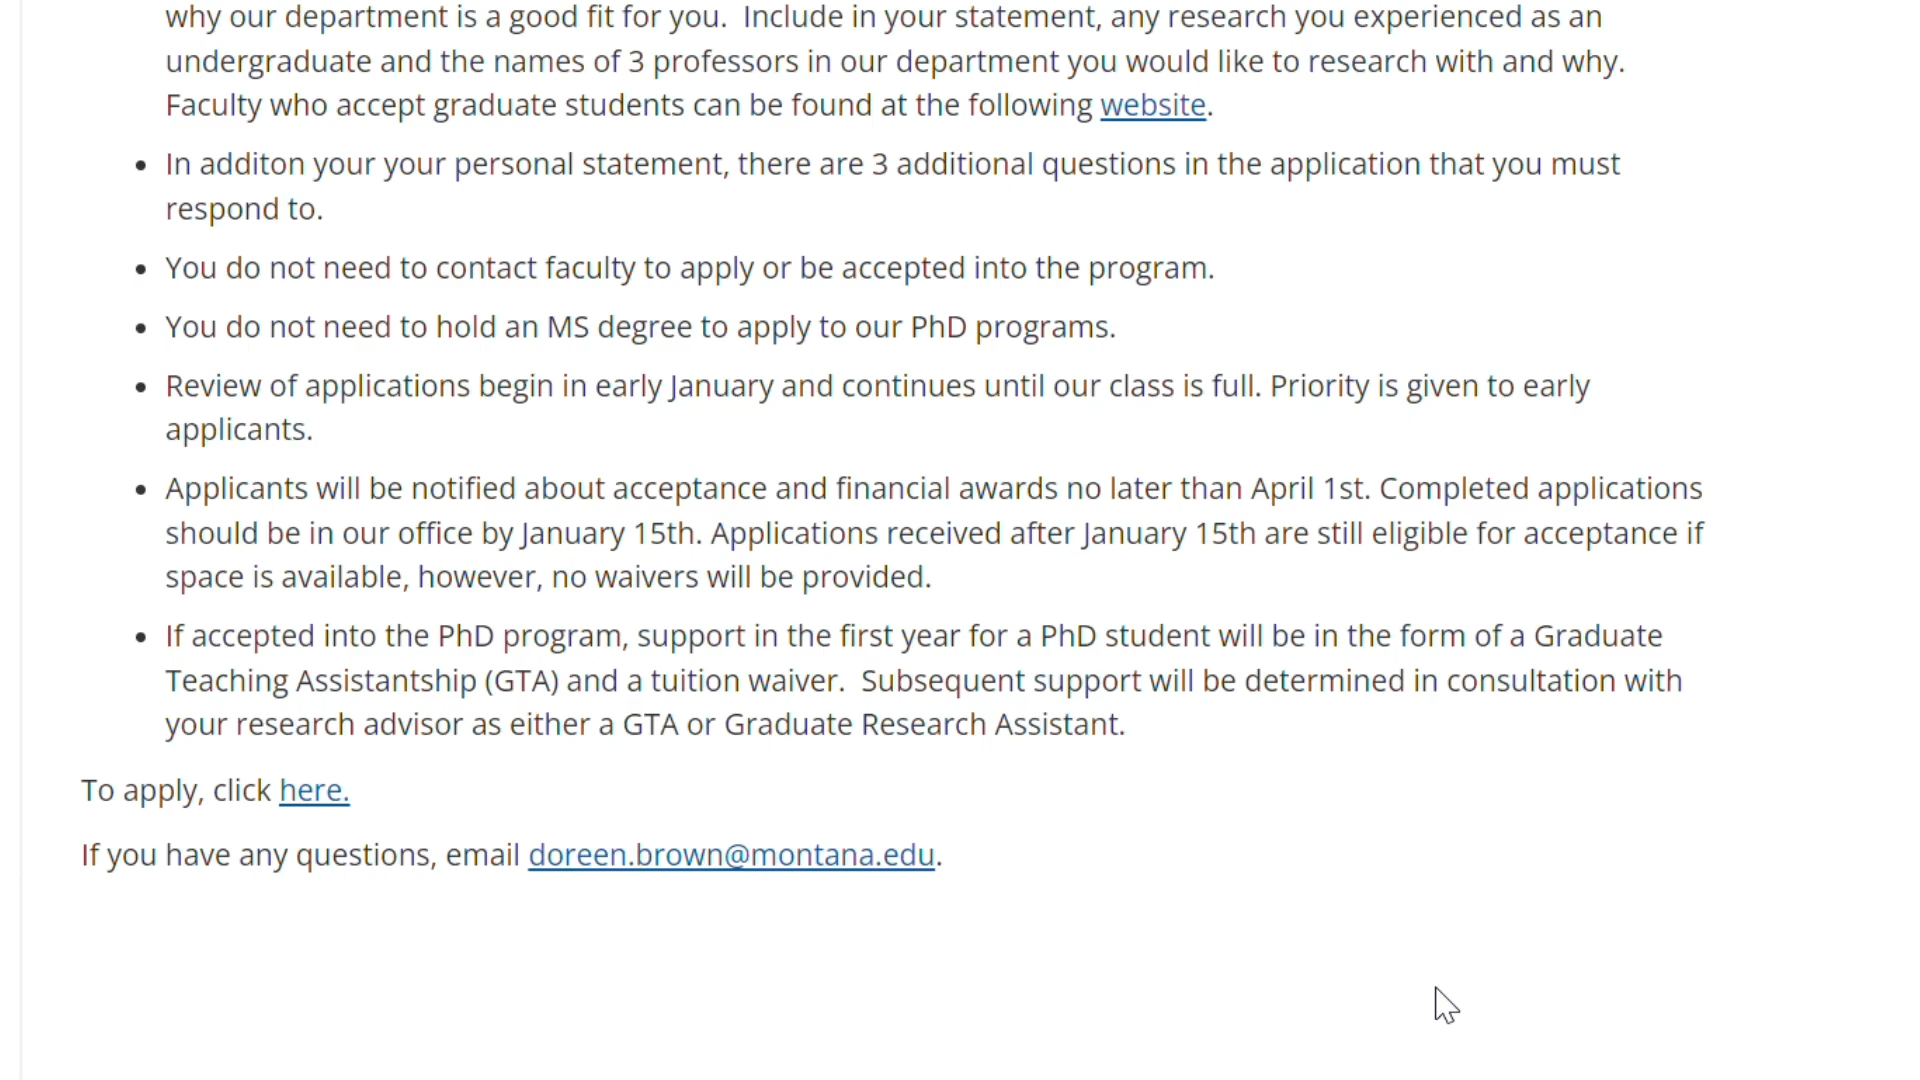 why our department is a good fit for you.  Include in your statement, any research you experienced as an
undergraduate and the names of 3 professors in our department you would like to research with and why.
Faculty who accept graduate students can be found at the following website.
• In additon your your personal statement, there are 3 additional questions in the application that you must
respond to.
• You do not need to contact faculty to apply or be accepted into the program.
• You do not need to hold an MS degree to apply to our PhD programs.
• Review of applications begin in early January and continues until our class is full. Priority is given to early
applicants.
• Applicants will be notified about acceptance and financial awards no later than April 1st. Completed applications
should be in our office by January 15th. Applications received after January 15th are still eligible for acceptance if
space is available, however, no waivers will be provided.
• If accepted into the PhD program, support in the first year for a PhD student will be in the form of a Graduate
Teaching Assistantship (GTA) and a tuition waiver.  Subsequent support will be determined in consultation with
your research advisor as either a GTA or Graduate Research Assistant.
To apply, click here.
If you have any questions, email doreen.brown@montana.edu.